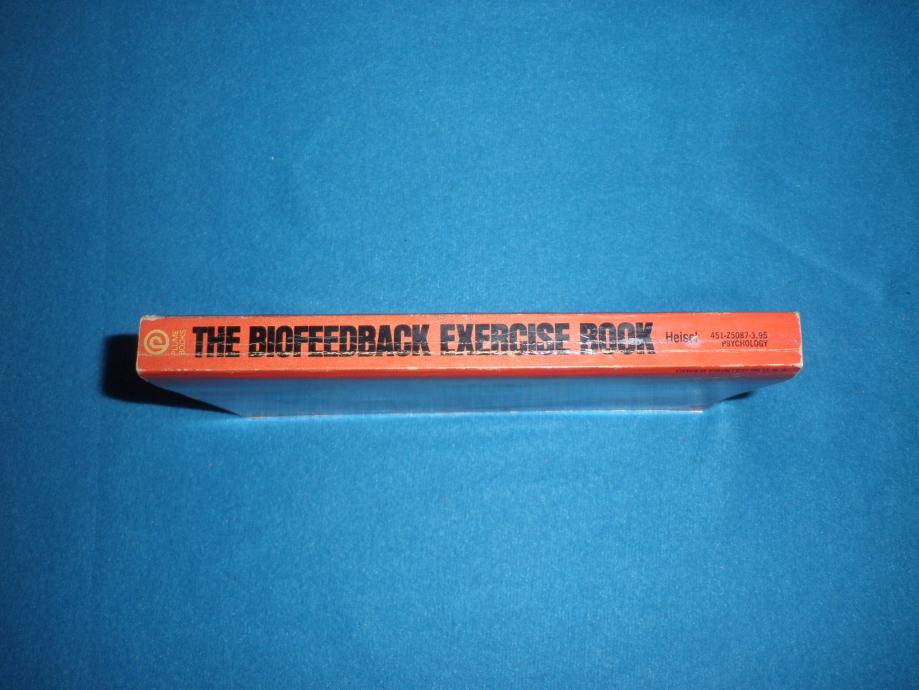 PLUME
BOOKS
THE BIOFEEDBACK EXERCISE BOOK
Heisel
451-Z5087-3.95
PSYCHOLOGY